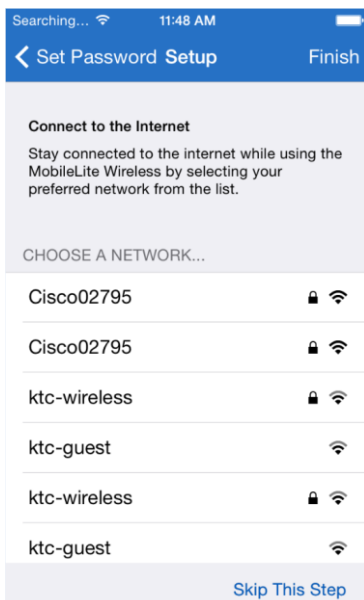 Searching... 11:48 AM
Set Password Setup Finish
Connect to the Internet
Stay connected to the internet while using the
MobileLite Wireless by selecting your
preferred network from the list.
CHOOSE A NETWORK...
Cisco02795
Cisco02795
ktc-wireless
ktc-guest
ktc-wireless
ktc-guest
Skip This Step